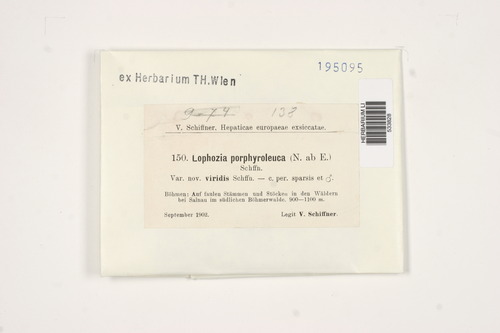 195095
ex Herbarium TH.Wien
HERBARIUM LI
138
V. Schiffner. Hepaticae europaeae exsiccatae.
150. Lophozia porphyroleuca (N. ab E.)
Schffn.
Var. nov. viridis Schffn. — c. per. sparsis et ♂.
Böhmen: Auf faulen Stämmen und Stöcken in den Wäldern
bei Salnau im südlichen Böhmerwalde. 900—1100 m.
September 1903. Legit V. Schiffner.